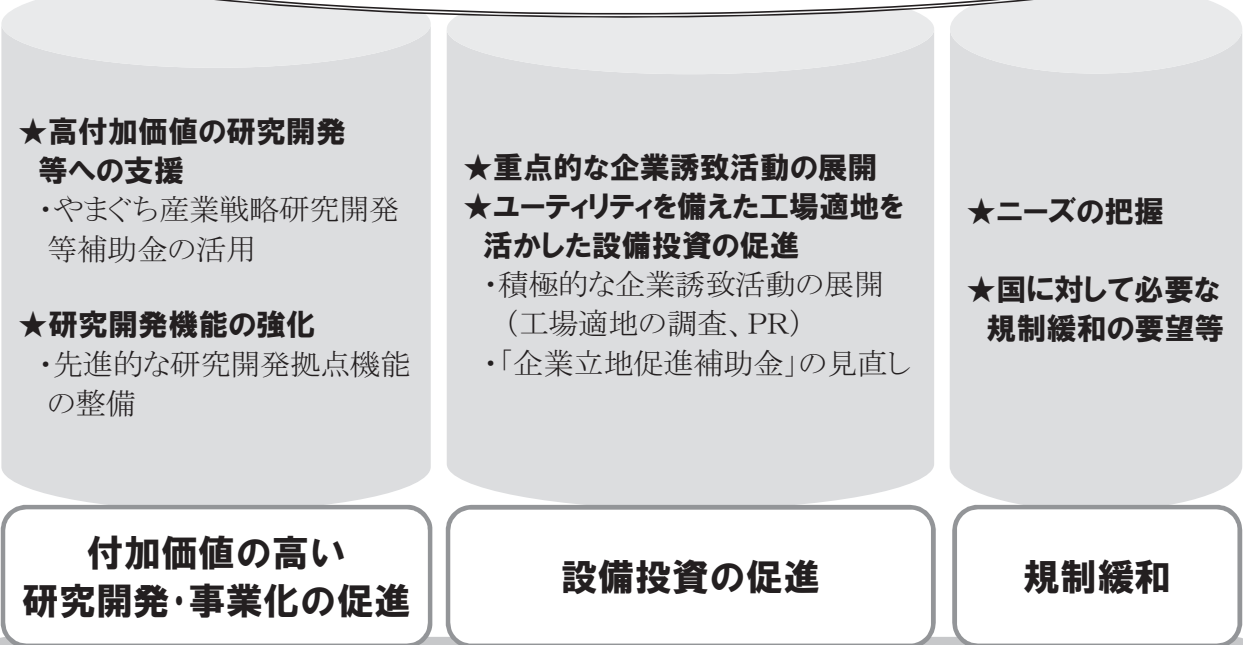 ★高付加価値の研究開発
等への支援
・やまぐち産業戦略研究開発
等補助金の活用
★研究開発機能の強化
・先進的な研究開発拠点機能
の整備
付加価値の高い
研究開発・事業化の促進
★重点的な企業誘致活動の展開
★ユーティリティを備えた工場適地を
活かした設備投資の促進
・積極的な企業誘致活動の展開
（工場適地の調査、PR）
・「企業立地促進補助金」の見直し
設備投資の促進
★ニーズの把握
★国に対して必要な
規制緩和の要望等
規制緩和